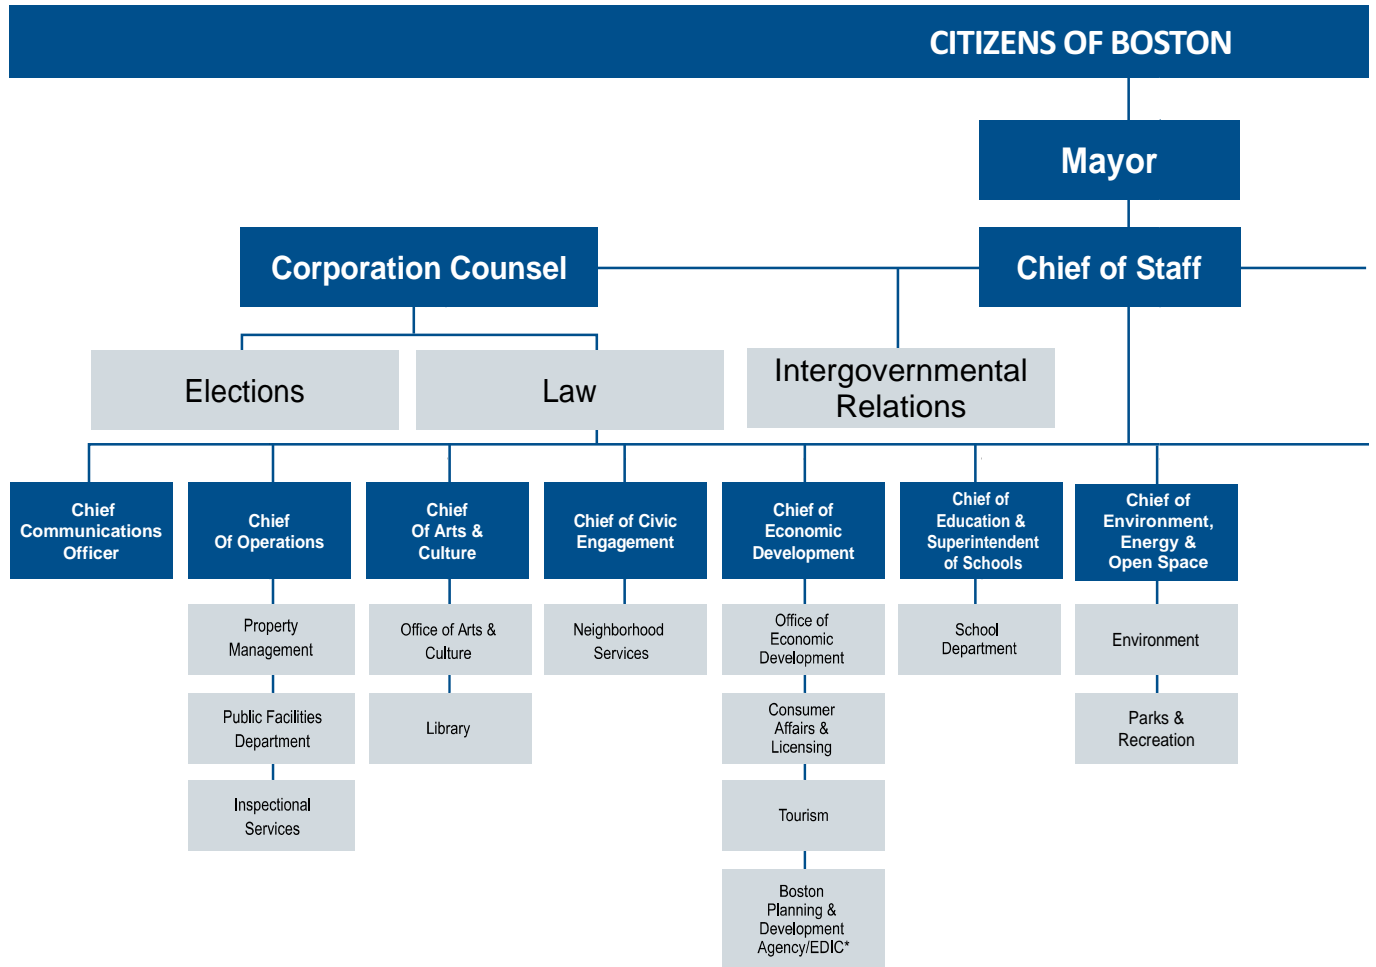 CITIZENS OF BOSTON
Mayor
Corporation Counsel
Chief of Staff
Elections
Law
Intergovernmental
Relations
Chief
Communications
Officer
Chief
Of Operations
Chief
Of Arts &
Culture
Chief of Civic
Engagement
Chief of
Economic
Development
Chief of
Education &
Superintendent
of Schools
Chief of
Environment,
Energy &
Open Space
Property
Management
Office of Arts &
Culture
Neighborhood
Services
Office of
Economic
Development
School
Department
Environment
Public Facilities
Department
Library
Consumer
Affairs &
Licensing
Parks &
Recreation
Inspectional
Services
Tourism
Boston
Planning &
Development
Agency/EDIC*